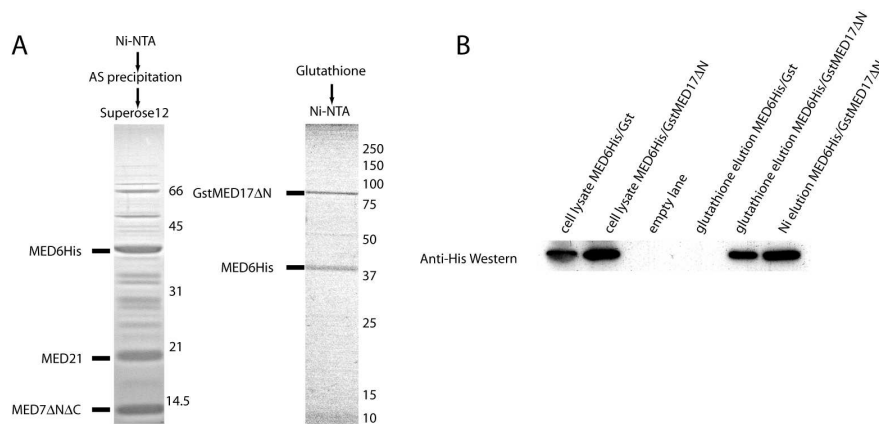 A
Ni-NTA
AS precipitation
Superose12
66
45
MED6His
31
21
MED21
14.5
MED7ΔNΔC
Glutathione
Ni-NTA
250
150
100
GstMED17ΔN
75
50
MED6His
37
25
15
10
B
cell lysate MED6His/Gst
cell lysate MED6His/GstMED17ΔN
empty lane
glutathione elution MED6His/Gst
glutathione elution MED6His/GstMED17ΔN
Ni elution MED6His/GstMED17ΔN
Anti-His Western